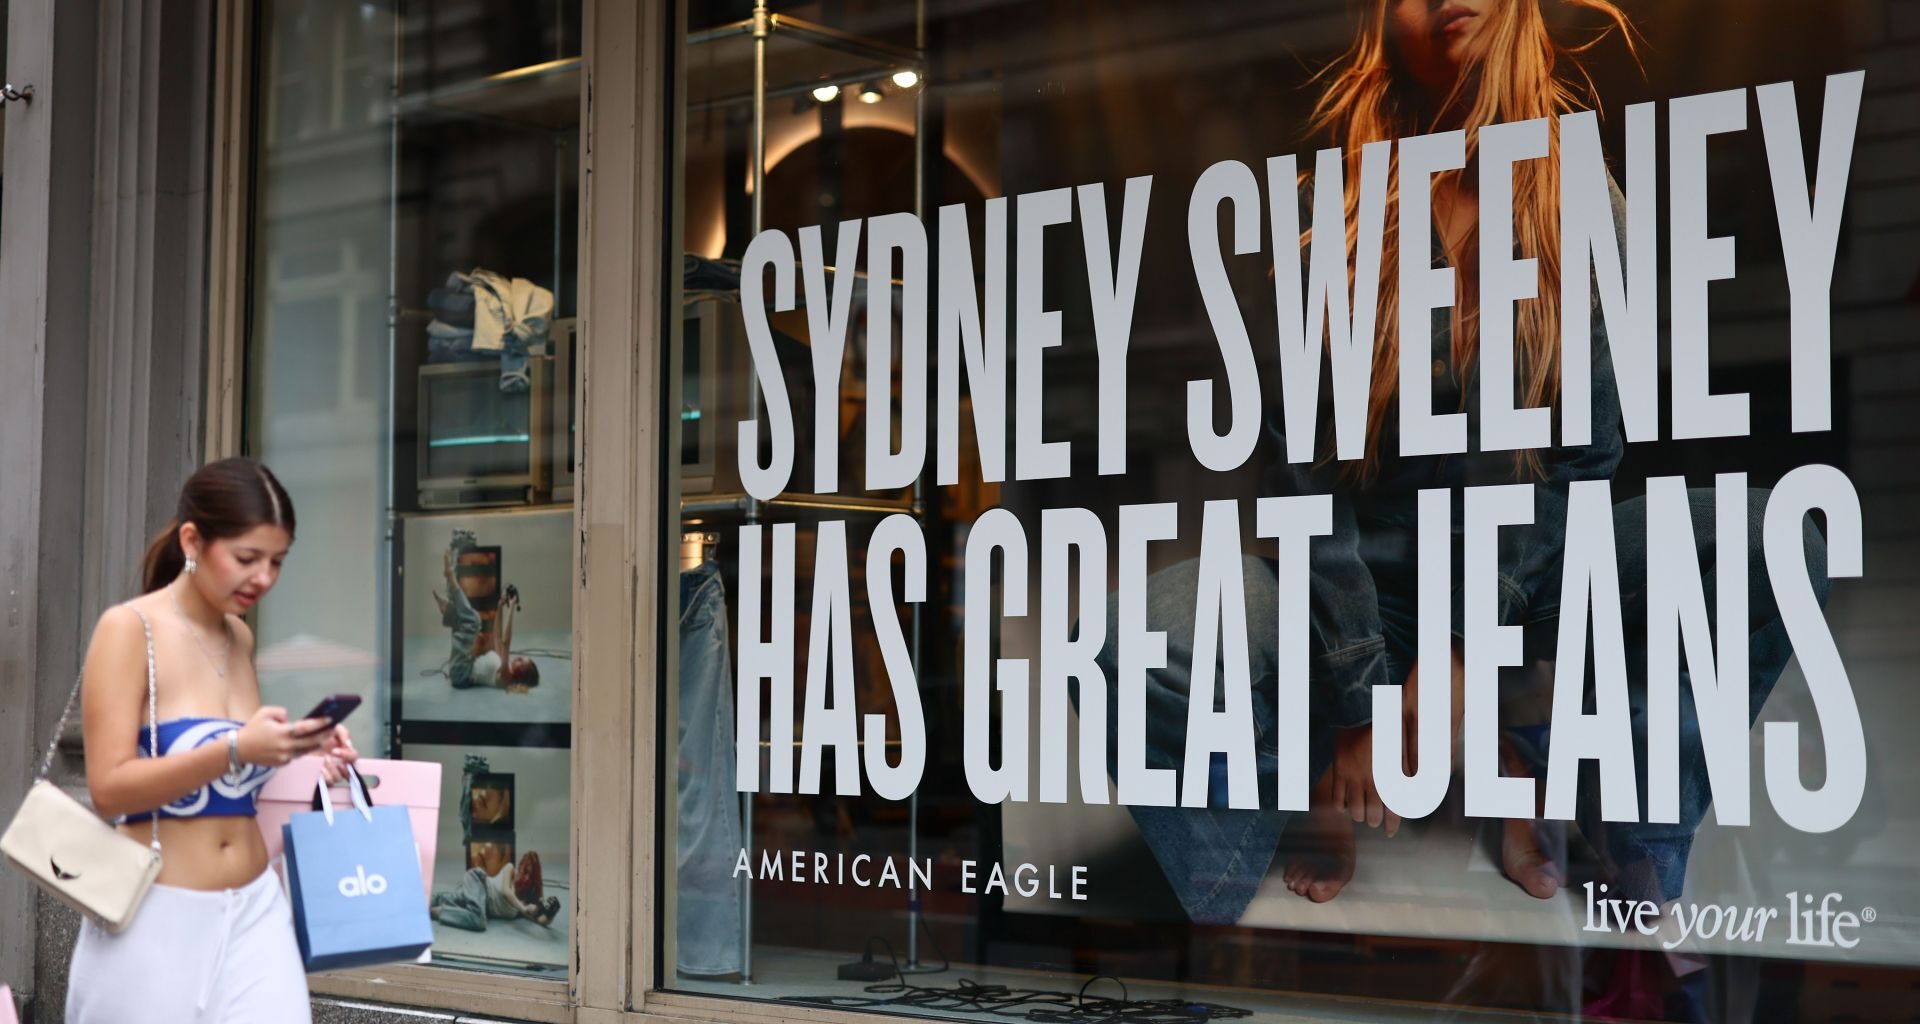 SYDNEY SWEENEY
HAS GREAT JEANS
AMERICAN EAGLE
live your life®
alo